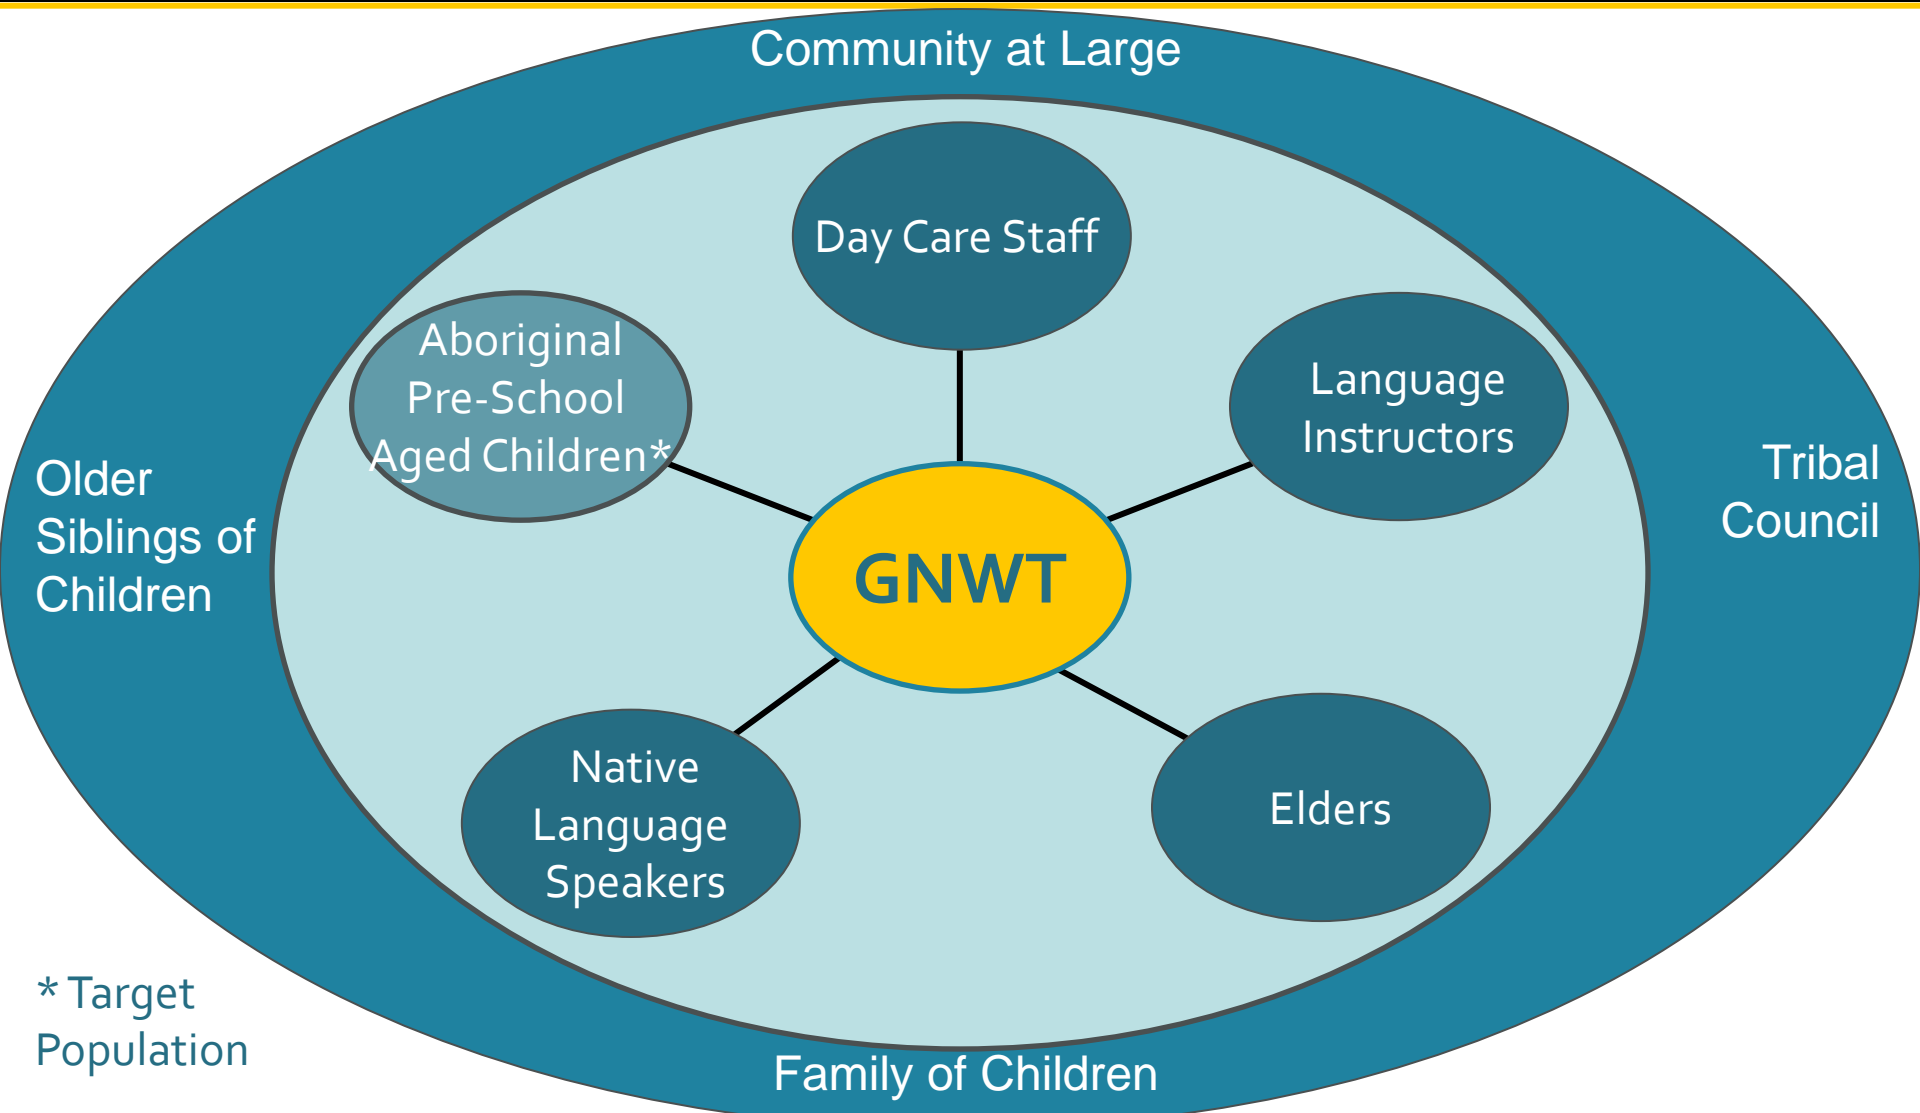 Community at Large
Day Care Staff
Aboriginal
Pre-School
Aged Children*
Language
Instructors
Older
Siblings of
Children
Tribal
Council
GNWT
Native
Language
Speakers
Elders
* Target
Population
Family of Children